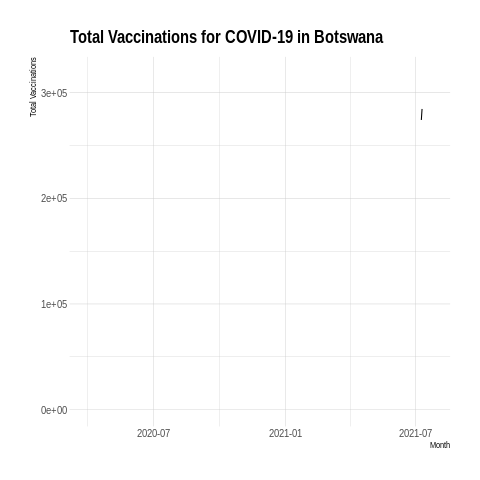 Total Vaccinations for COVID-19 in Botswana
Total Vaccinations
3e+05
2e+05
1e+05
0e+00
2020-07
2021-01
2021-07
Month